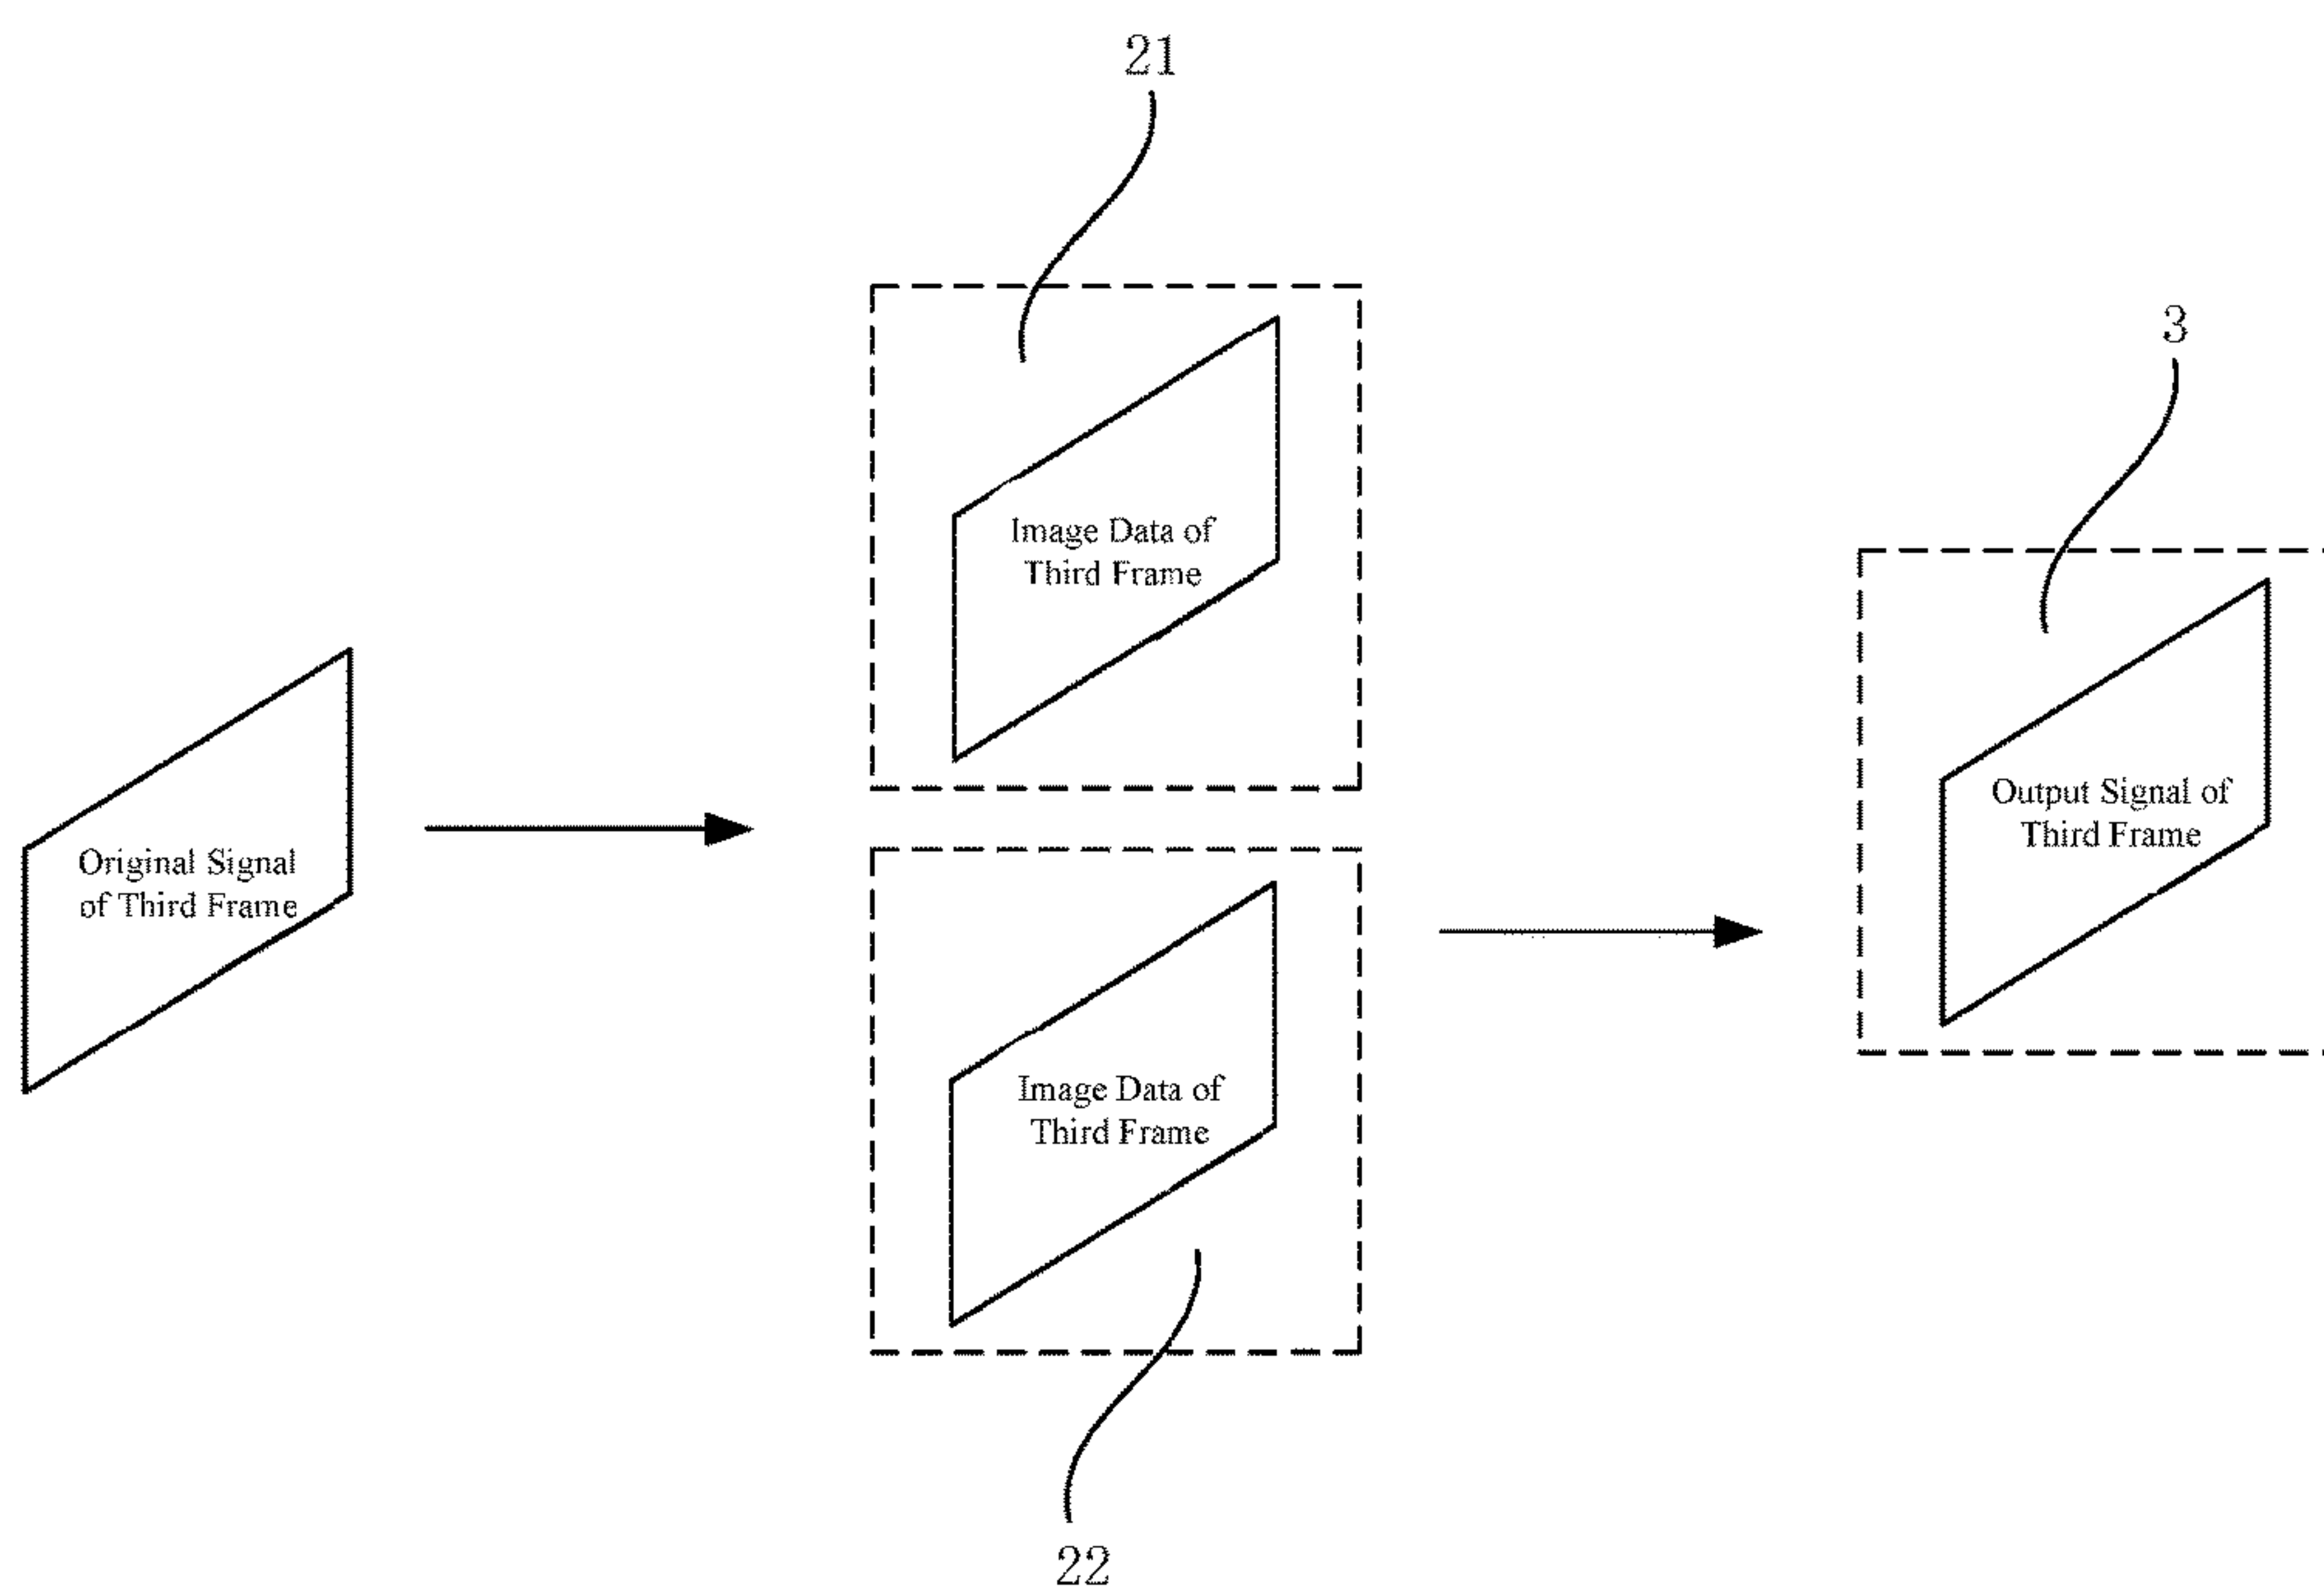 21
3
Image Data of
Third Frame
Original Signal
of Third Frame
Output Signal of
Third Frame
Image Data of
Third Frame
22